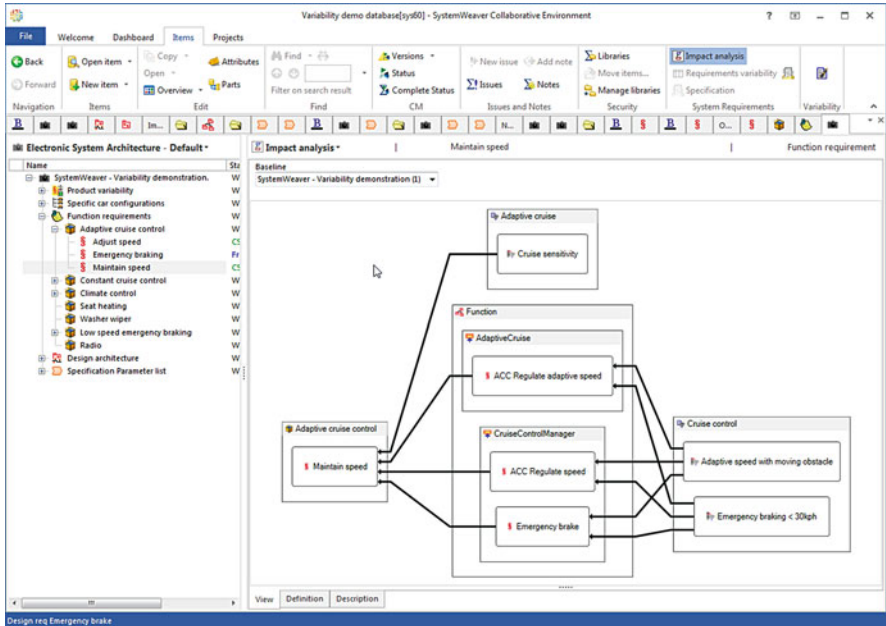 Variability demo database[sys60] - SystemWeaver Collaborative Environment
File Welcome Dashboard Items Projects
Back Open item Copy Attributes Find Versions New issue Add note Libraries Impact analysis
Forward New item Open Parts Status Move items... Requirements variability
Overview Filter on search result Complete Status Issues Notes Manage libraries Specification
Navigation Items Edit Find CM Issues and Notes Security System Requirements Variability
B Im... B N... B § B § O... §
Electronic System Architecture - Default
Name Sta
SystemWeaver - Variability demonstration. W
Product variability W
Specific car configurations W
Function requirements W
Adaptive cruise control W
§ Adjust speed CS
§ Emergency braking Fr
§ Maintain speed CS
Constant cruise control W
Climate control W
Seat heating W
Washer wiper W
Low speed emergency braking W
Radio W
Design architecture W
Specification Parameter list W
Impact analysis | Maintain speed | Function requirement
Baseline
SystemWeaver - Variability demonstration (1)
Adaptive cruise
Cruise sensitivity
Function
AdaptiveCruise
§ ACC Regulate adaptive speed
Adaptive cruise control
§ Maintain speed
CruiseControlManager
§ ACC Regulate speed
§ Emergency brake
Cruise control
Adaptive speed with moving obstacle
Emergency braking < 30kph
View Definition Description
Design req Emergency brake